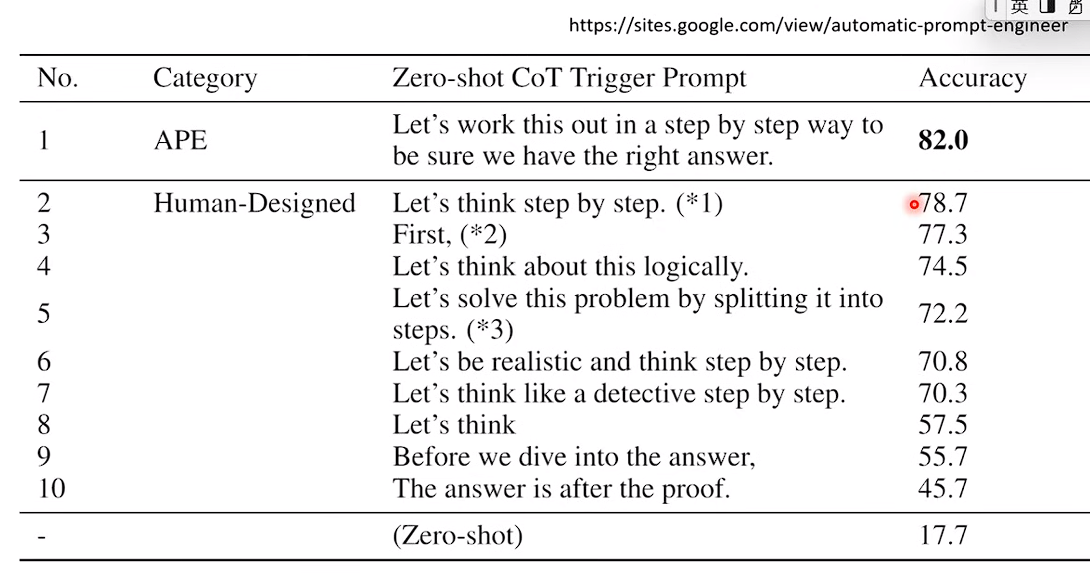 英
https://sites.google.com/view/automatic-prompt-engineer
No. Category Zero-shot CoT Trigger Prompt Accuracy
1 APE Let's work this out in a step by step way to be sure we have the right answer. 82.0
2 Human-Designed Let's think step by step. (*1) 78.7
3 First, (*2) 77.3
4 Let's think about this logically. 74.5
5 Let's solve this problem by splitting it into steps. (*3) 72.2
6 Let's be realistic and think step by step. 70.8
7 Let's think like a detective step by step. 70.3
8 Let's think 57.5
9 Before we dive into the answer, 55.7
10 The answer is after the proof. 45.7
- (Zero-shot) 17.7